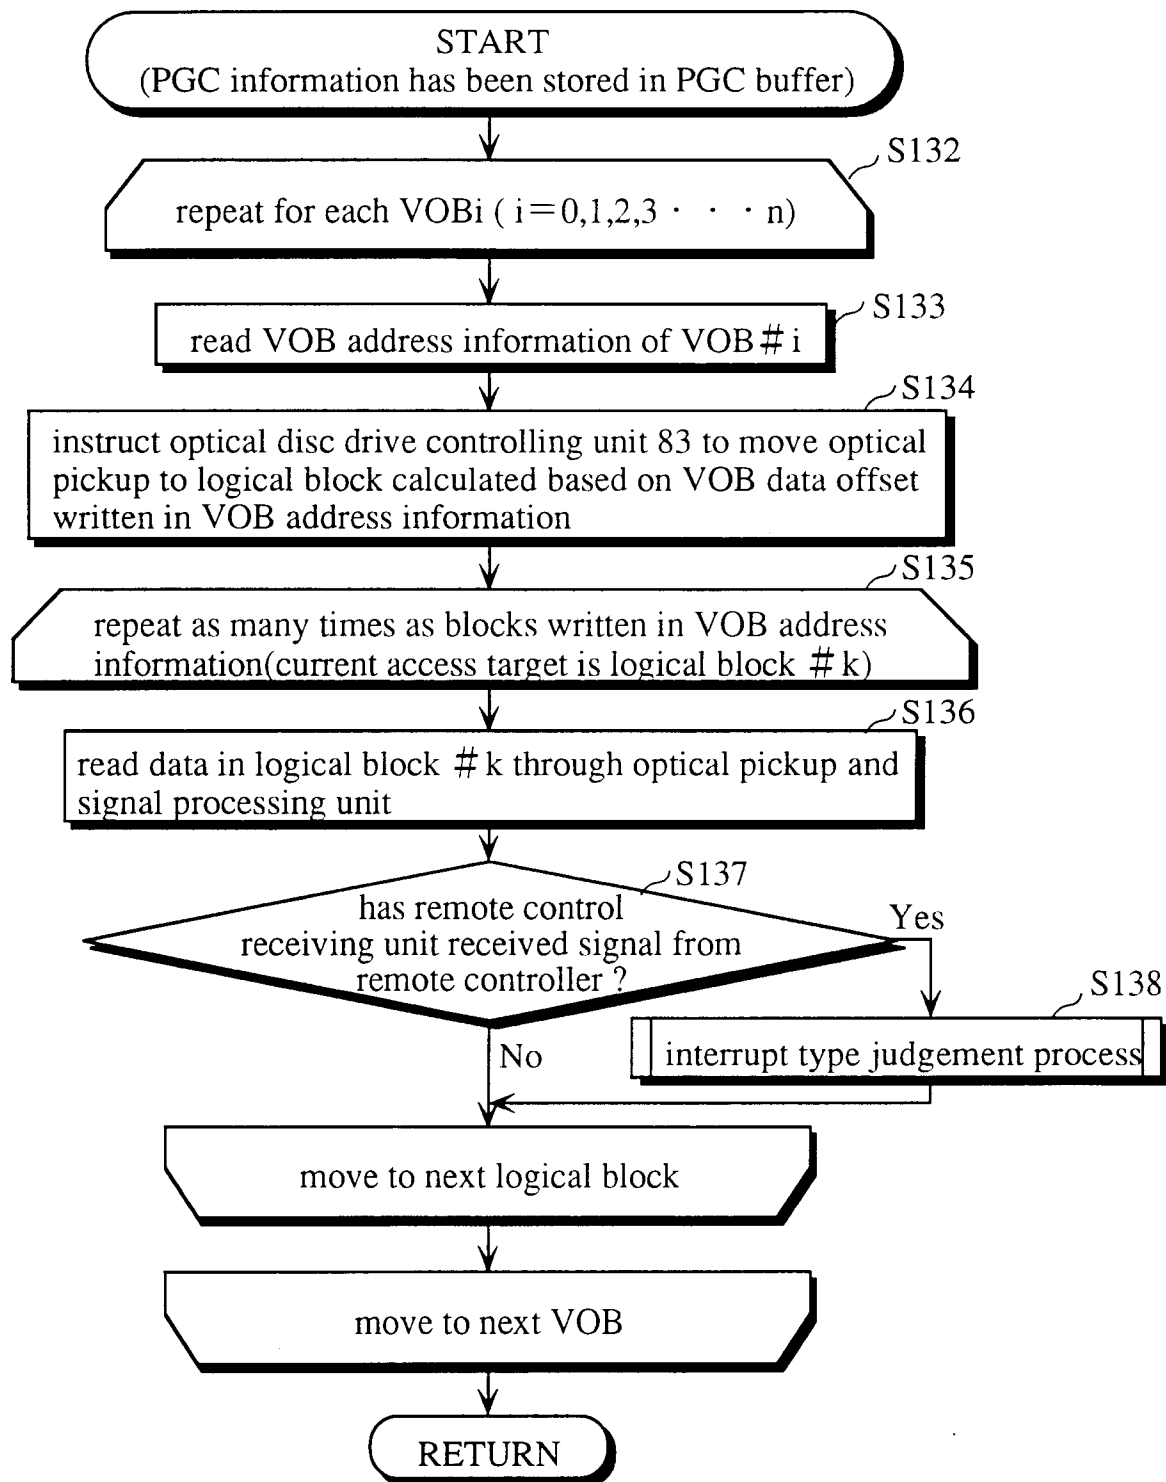 START
(PGC information has been stored in PGC buffer)
S132
repeat for each VOBi ( i=0,1,2,3 · · · n)
S133
read VOB address information of VOB# i
S134
instruct optical disc drive controlling unit 83 to move optical
pickup to logical block calculated based on VOB data offset
written in VOB address information
S135
repeat as many times as blocks written in VOB address
information(current access target is logical block # k)
S136
read data in logical block # k through optical pickup and
signal processing unit
S137
has remote control
receiving unit received signal from
remote controller ?
Yes
S138
interrupt type judgement process
No
move to next logical block
move to next VOB
RETURN